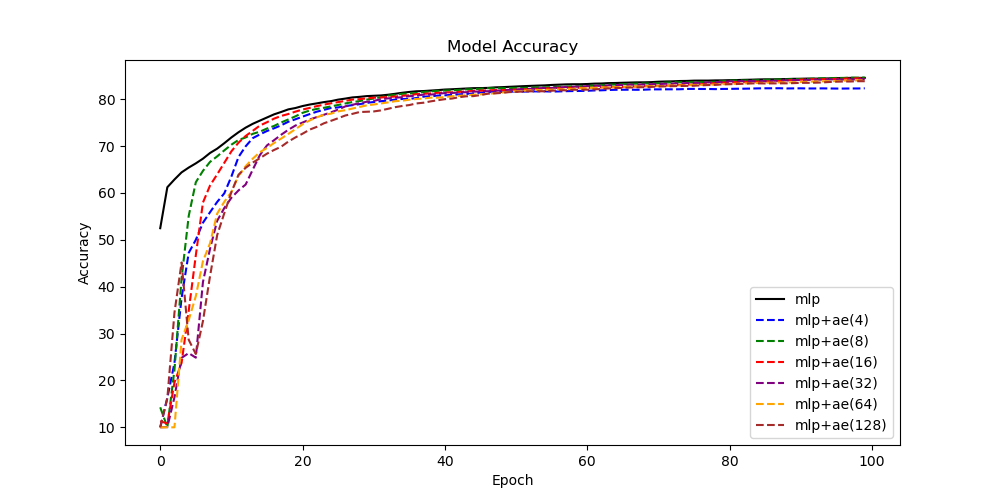 Model Accuracy
Accuracy
80
70
60
50
40
30
20
10
0
20
40
60
80
100
Epoch
mlp
mlp+ae(4)
mlp+ae(8)
mlp+ae(16)
mlp+ae(32)
mlp+ae(64)
mlp+ae(128)